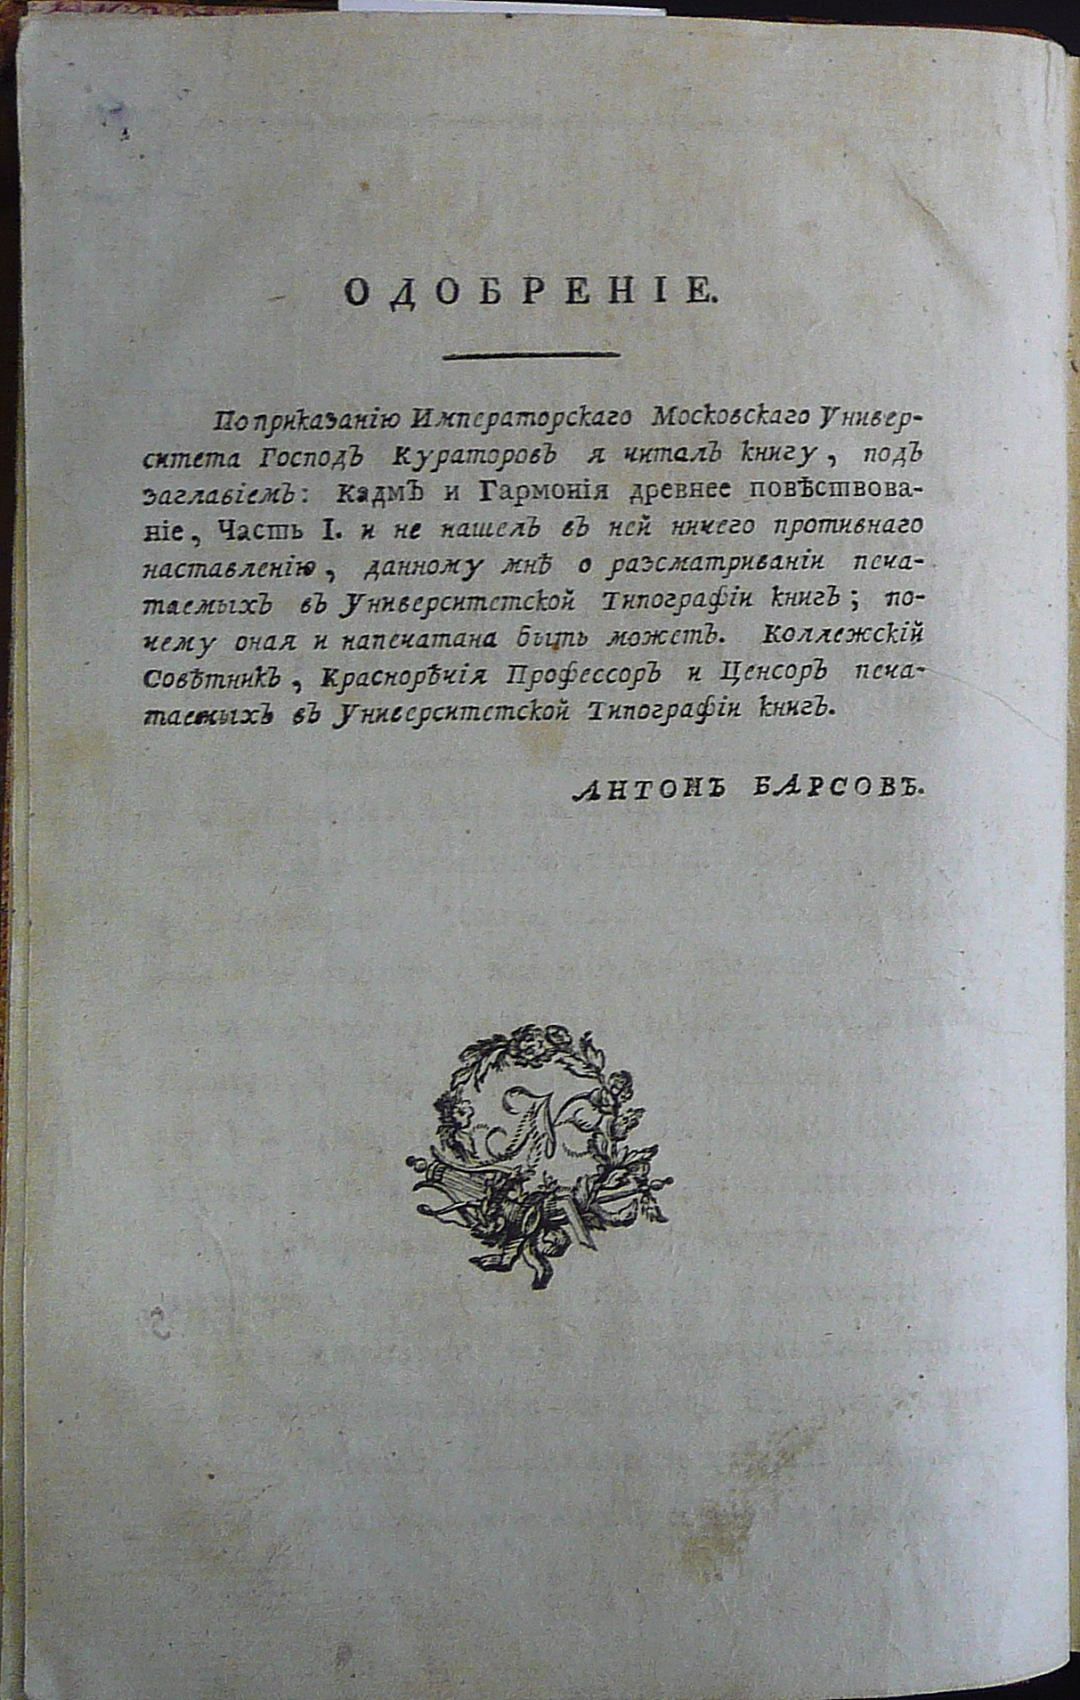 ОДОБРЕНІЕ.
По приказанію Императорскаго Московскаго Универ-
ситета Господъ Кураторовъ я читалъ книгу, подъ
заглавіемъ: Кадмъ и Гармонія древнее повѣствова-
ніе, Часть I. и не нашелъ въ ней ничего противнаго
наставленію, данному мнѣ о разсматриваніи печа-
таемыхъ въ Университетской Типографіи книгъ; по-
чему оная и напечатана быть можетъ. Коллежскій
Совѣтникъ, Краснорѣчія Профессоръ и Ценсоръ печа-
таемыхъ въ Университетской Типографіи книгъ.
АНТОНЪ БАРСОВЪ.